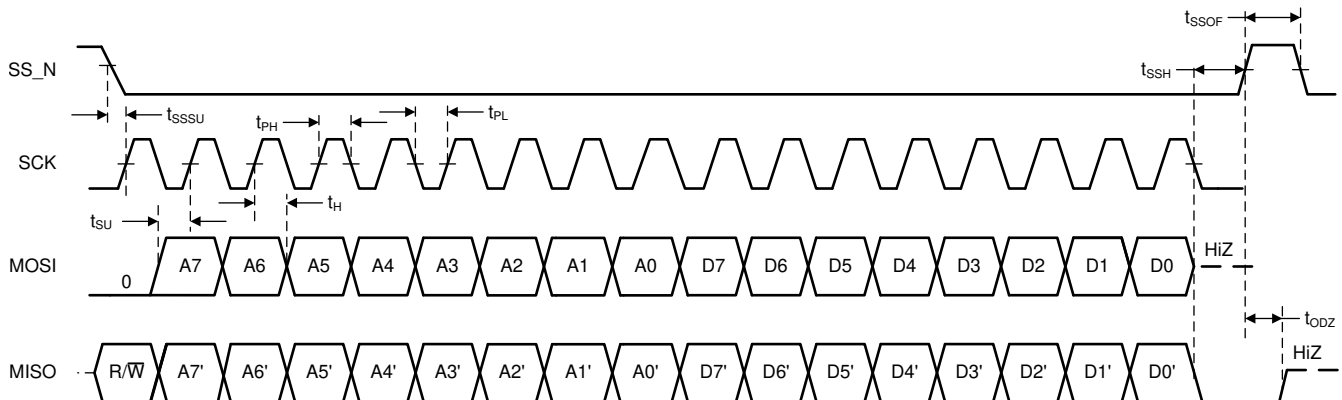 tSSOF
SS_N
tSSH
tSSSU
tPH
tPL
SCK
tSU
tH
MOSI 0 A7 A6 A5 A4 A3 A2 A1 A0 D7 D6 D5 D4 D3 D2 D1 D0 HiZ
tODZ
MISO R/W̅ A7' A6' A5' A4' A3' A2' A1' A0' D7' D6' D5' D4' D3' D2' D1' D0' HiZ